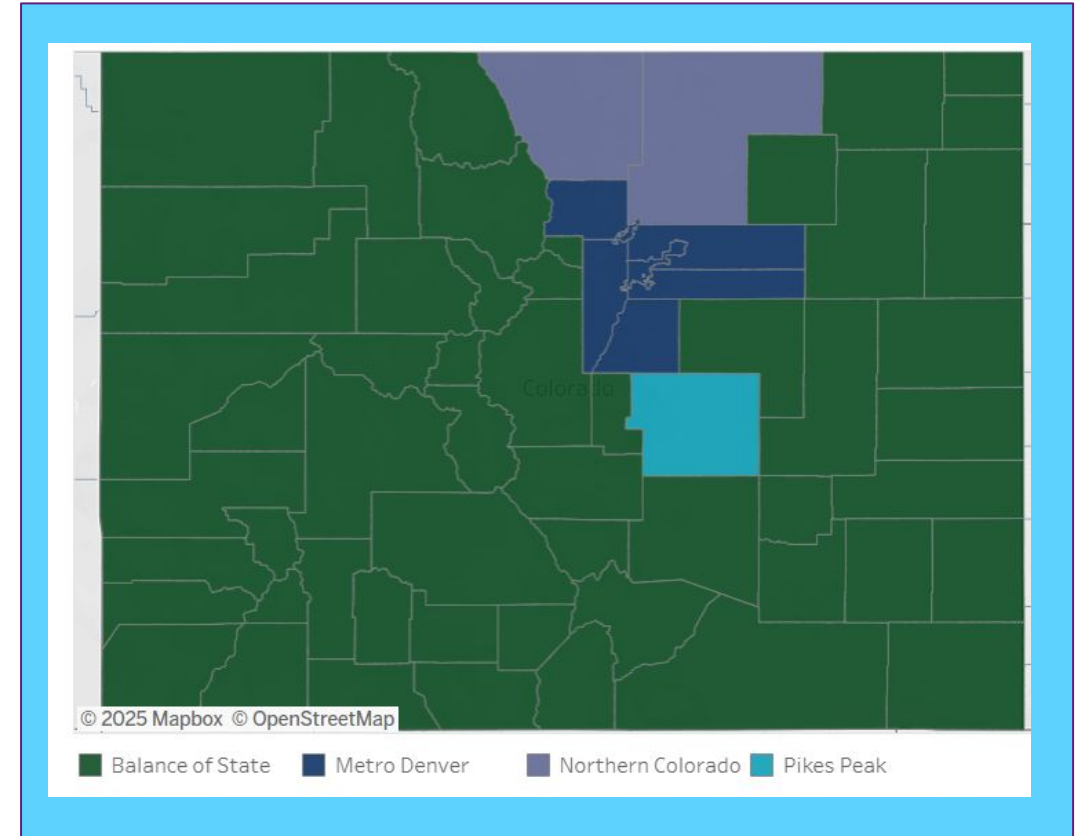 Colorado
© 2025 Mapbox © OpenStreetMap
Balance of State Metro Denver Northern Colorado Pikes Peak